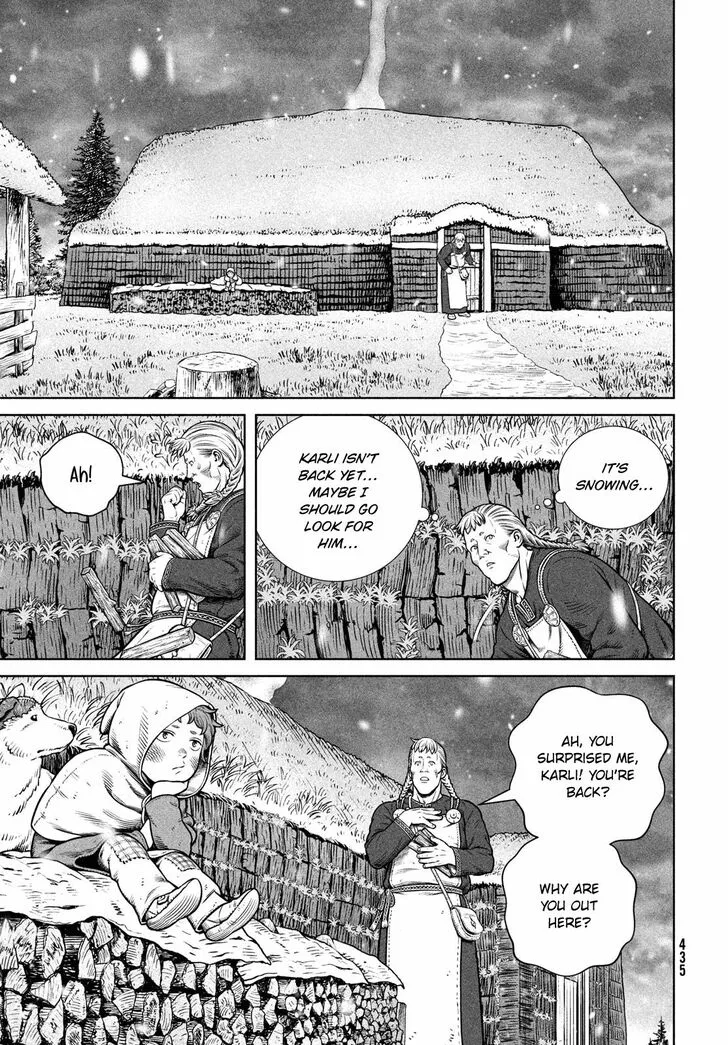 IT'S
SNOWING...
KARLI ISN'T
BACK YET...
MAYBE I
SHOULD GO
LOOK FOR
HIM...
Ah!
AH, YOU
SURPRISED ME,
KARLI! YOU'RE
BACK?
WHY ARE
YOU OUT
HERE?
435